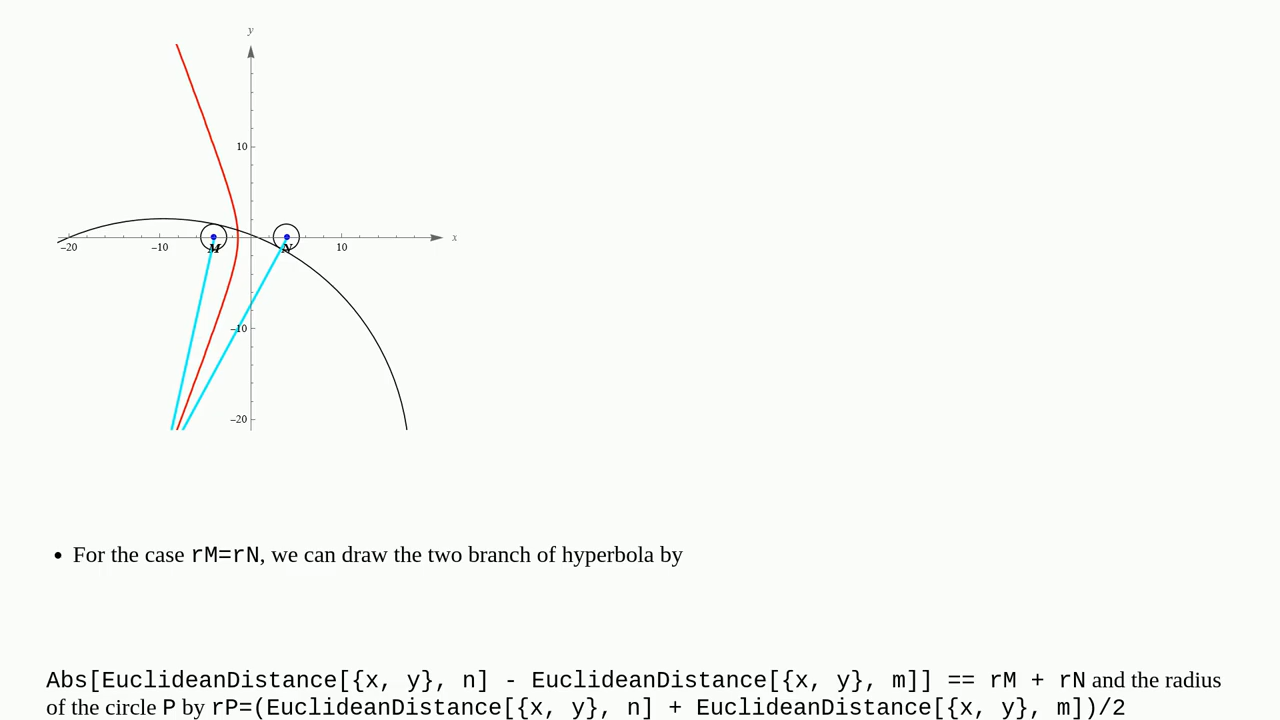 y
10
−20 −10 M N 10 x
−10
−20
• For the case rM=rN, we can draw the two branch of hyperbola by
Abs[EuclideanDistance[{x, y}, n] - EuclideanDistance[{x, y}, m]] == rM + rN and the radius
of the circle P by rP=(EuclideanDistance[{x, y}, n] + EuclideanDistance[{x, y}, m])/2